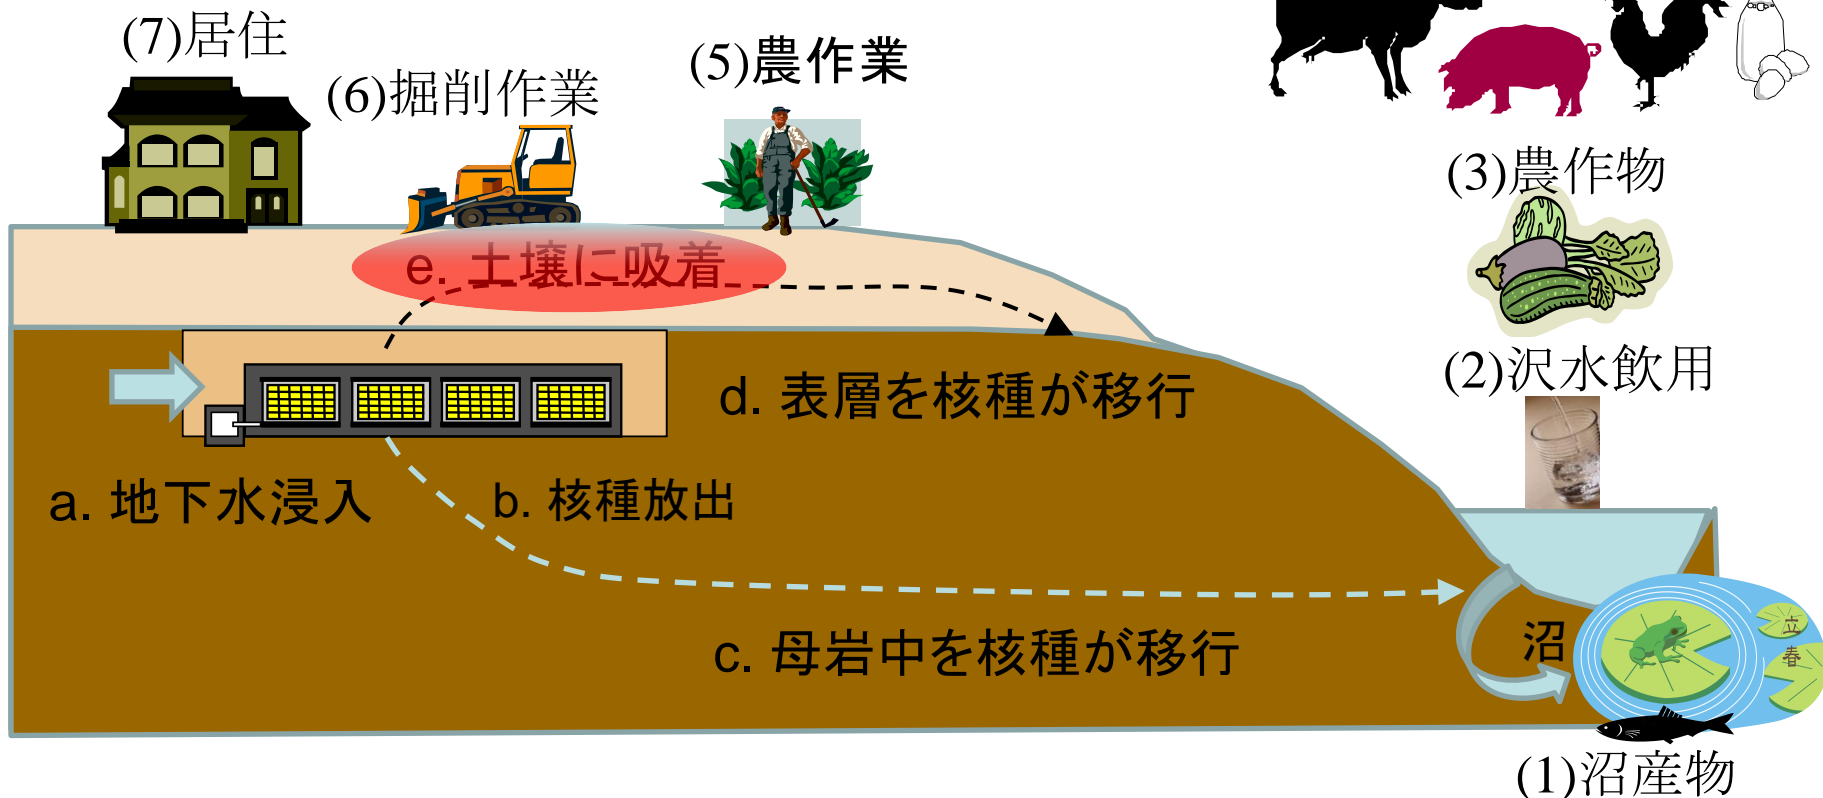 (7)居住
(6)掘削作業
(5)農作業
(3)農作物
e. 土壌に吸着
(2)沢水飲用
d. 表層を核種が移行
a. 地下水浸入
b. 核種放出
c. 母岩中を核種が移行
沼
立春
(1)沼産物